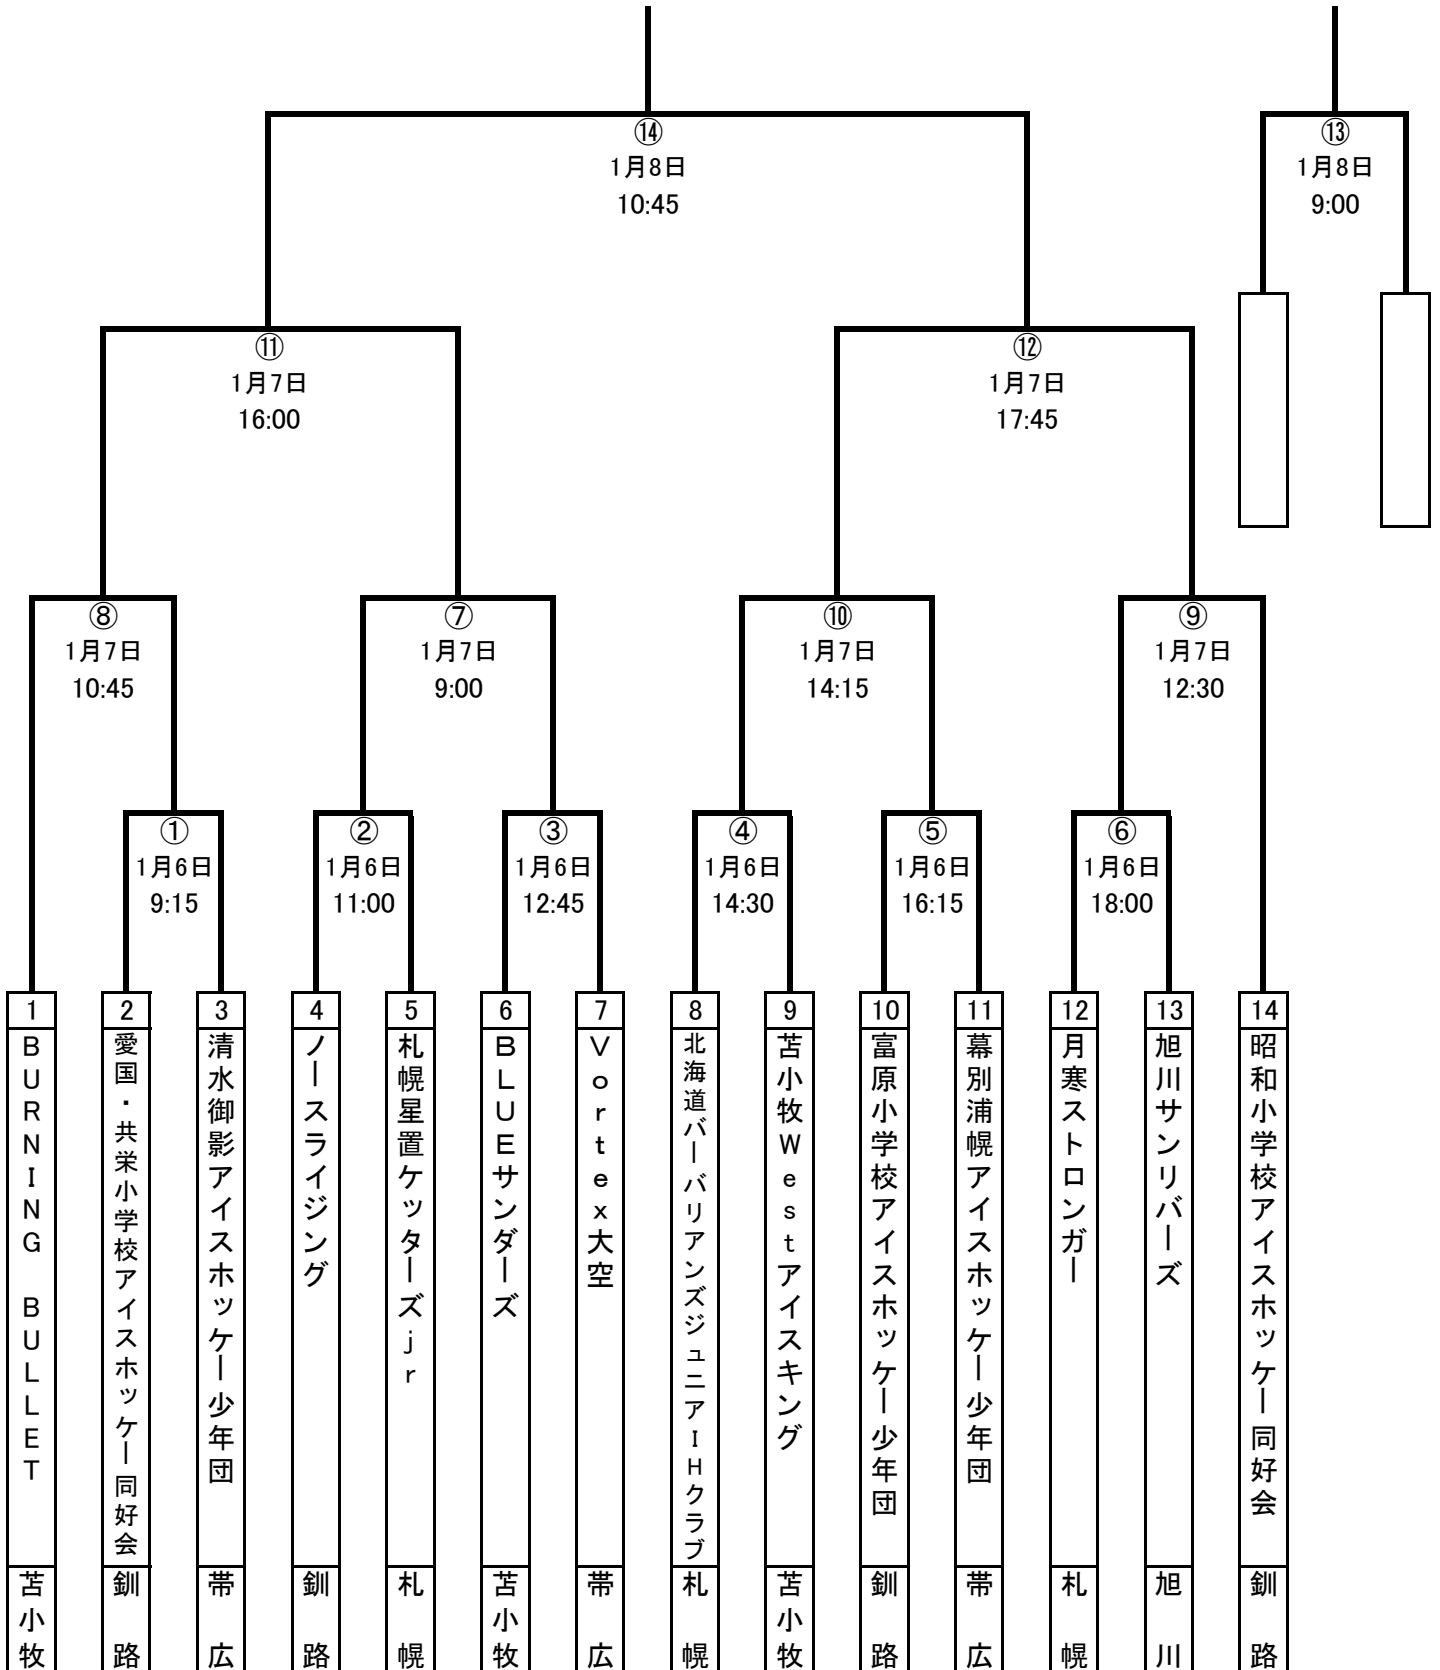 ⑭
1月8日
10:45
⑬
1月8日
9:00
⑪
1月7日
16:00
⑫
1月7日
17:45
⑧
1月7日
10:45
⑦
1月7日
9:00
⑩
1月7日
14:15
⑨
1月7日
12:30
①
1月6日
9:15
②
1月6日
11:00
③
1月6日
12:45
④
1月6日
14:30
⑤
1月6日
16:15
⑥
1月6日
18:00
1
BURNING BULLET
苫小牧
2
愛国・共栄小学校アイスホッケー同好会
釧路
3
清水御影アイスホッケー少年団
帯広
4
ノースライジング
釧路
5
札幌星置ケッターズjr
札幌
6
BLUEサンダーズ
苫小牧
7
Vortex大空
帯広
8
北海道バーバリアンズジュニアIHクラブ
札幌
9
苫小牧Westアイスキング
苫小牧
10
富原小学校アイスホッケー少年団
釧路
11
幕別浦幌アイスホッケー少年団
帯広
12
月寒ストロンガー
札幌
13
旭川サンリバーズ
旭川
14
昭和小学校アイスホッケー同好会
釧路